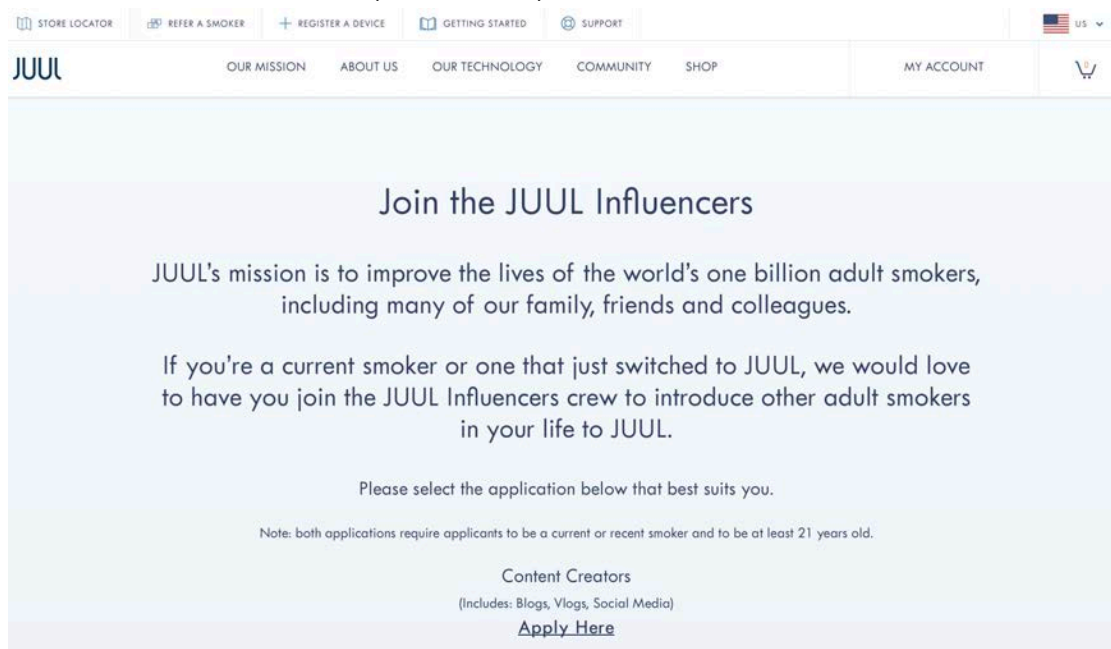 STORE LOCATOR REFER A SMOKER REGISTER A DEVICE GETTING STARTED SUPPORT US
JUUL OUR MISSION ABOUT US OUR TECHNOLOGY COMMUNITY SHOP MY ACCOUNT 0
Join the JUUL Influencers
JUUL's mission is to improve the lives of the world's one billion adult smokers,
including many of our family, friends and colleagues.
If you're a current smoker or one that just switched to JUUL, we would love
to have you join the JUUL Influencers crew to introduce other adult smokers
in your life to JUUL.
Please select the application below that best suits you.
Note: both applications require applicants to be a current or recent smoker and to be at least 21 years old.
Content Creators
(Includes: Blogs, Vlogs, Social Media)
Apply Here